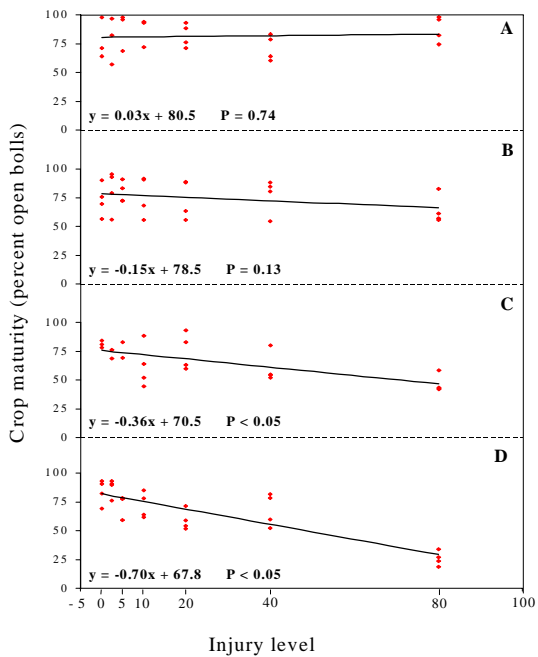 Crop maturity (percent open bolls)
100
A
75
50
25
y = 0.03x + 80.5 P = 0.74
0
B
100
75
50
25
y = -0.15x + 78.5 P = 0.13
0
C
100
75
50
25
y = -0.36x + 70.5 P < 0.05
0
D
100
75
50
25
y = -0.70x + 67.8 P < 0.05
0
- 5 0 5 10 20 40 80 100
Injury level